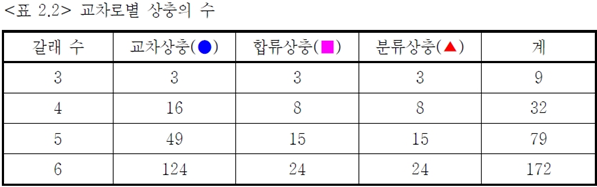 <표 2.2> 교차로별 상충의 수
갈래 수 교차상충(●) 합류상충(■) 분류상충(▲) 계
3 3 3 3 9
4 16 8 8 32
5 49 15 15 79
6 124 24 24 172